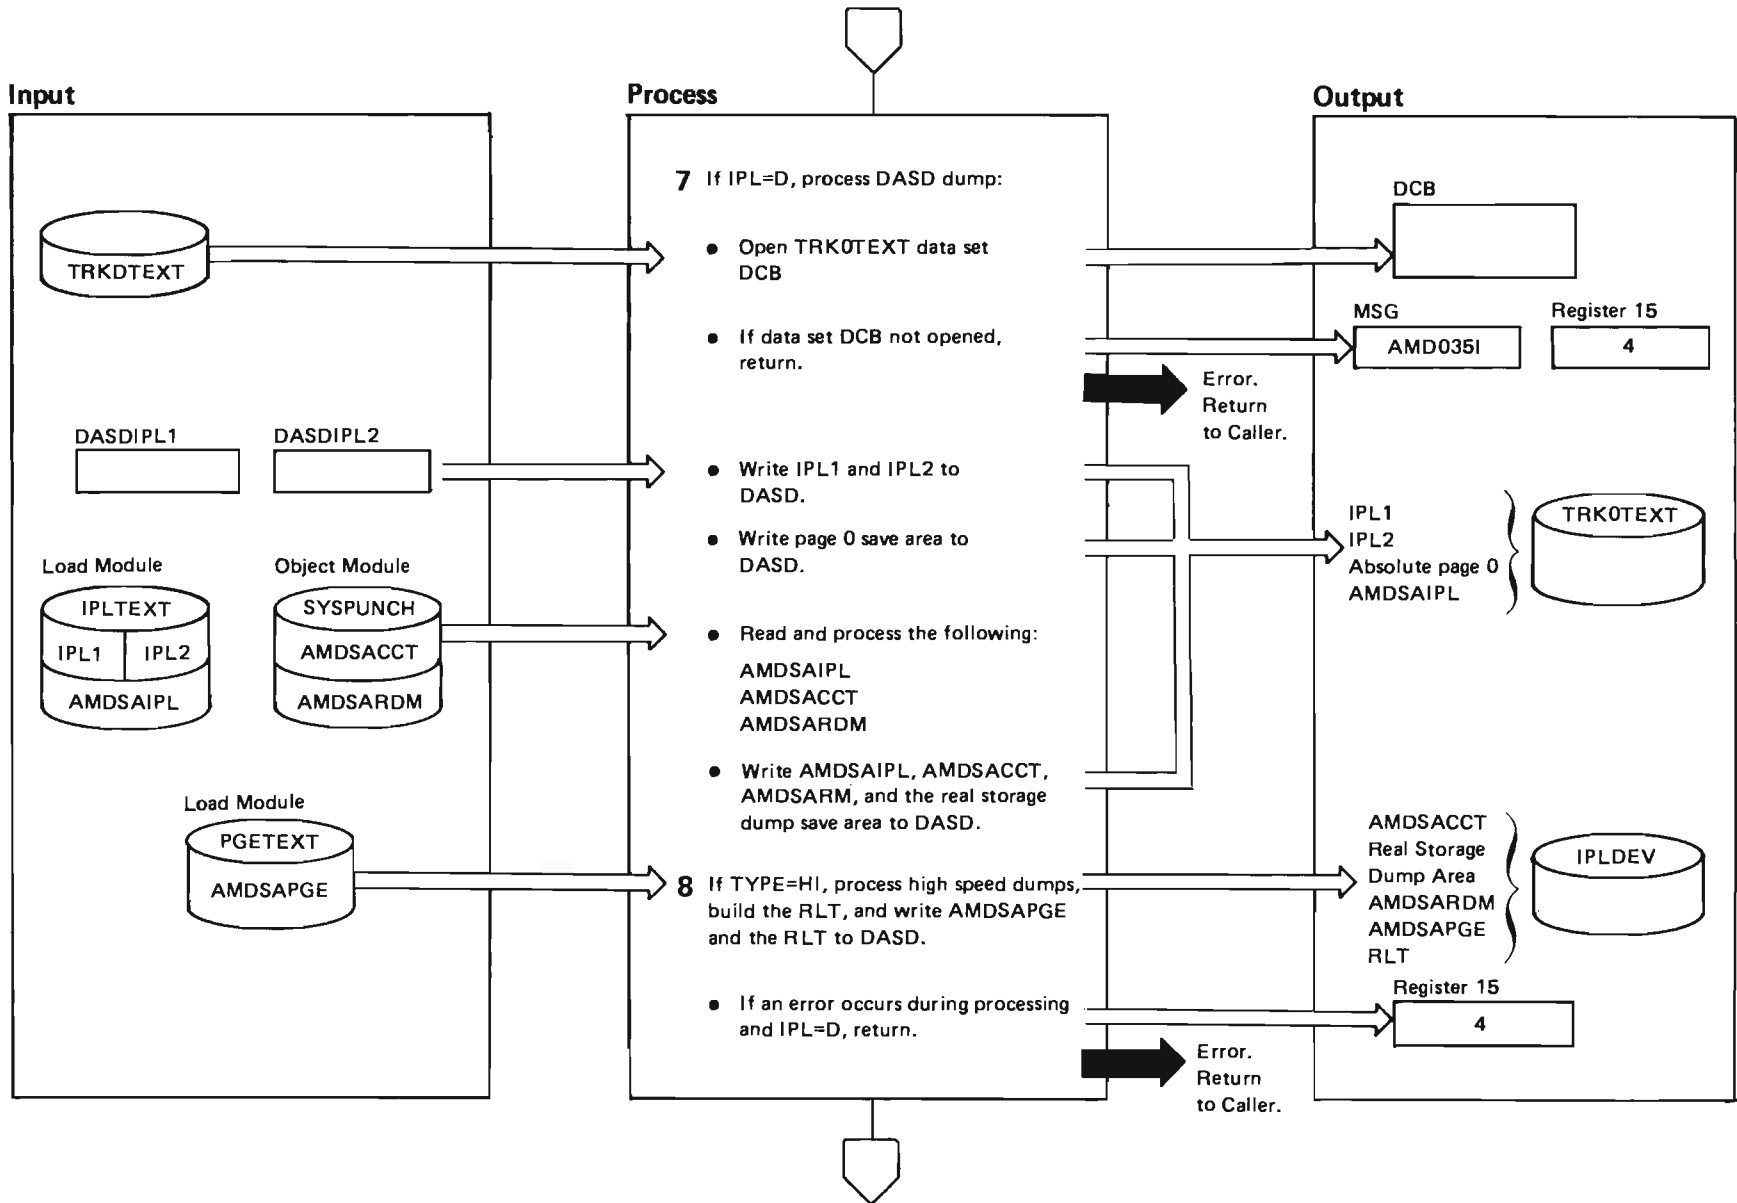 Input
TRKDTEXT
DASDIPL1
DASDIPL2
Load Module
IPLTEXT
IPL1
IPL2
AMDSAIPL
Object Module
SYSPUNCH
AMDSACCT
AMDSARDM
Load Module
PGETEXT
AMDSAPGE
Process
7 If IPL=D, process DASD dump:
● Open TRK0TEXT data set
DCB
● If data set DCB not opened,
return.
Error.
Return
to Caller.
● Write IPL1 and IPL2 to
DASD.
● Write page 0 save area to
DASD.
● Read and process the following:
AMDSAIPL
AMDSACCT
AMDSARDM
● Write AMDSAIPL, AMDSACCT,
AMDSARM, and the real storage
dump save area to DASD.
8 If TYPE=HI, process high speed dumps,
build the RLT, and write AMDSAPGE
and the RLT to DASD.
● If an error occurs during processing
and IPL=D, return.
Error.
Return
to Caller.
Output
DCB
MSG
AMD035I
Register 15
4
IPL1
IPL2
Absolute page 0
AMDSAIPL
TRK0TEXT
AMDSACCT
Real Storage
Dump Area
AMDSARDM
AMDSAPGE
RLT
IPLDEV
Register 15
4